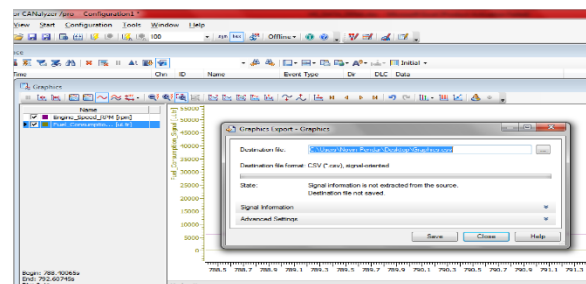 or CANalyzer /pro Configuration1 *
View Start Configuration Tools Window Help
100 sym hex Offline
Initial
Time Chn ID Name Event Type Dir DLC Data
Graphics
Name
Engine_Speed_RPM [rpm]
55000
50000
45000
40000
35000
30000
25000
20000
15000
10000
5000
0
Graphics Export - Graphics
Destination file:
Destination file format: CSV (*.csv), signal-oriented
State: Signal information is not extracted from the source.
Destination file not saved.
Signal Information
Advanced Settings
Save Close Help
788.5 788.7 788.9 789.1 789.3 789.5 789.7 789.9 790.1 790.3 790.5 790.7 790.9 791.1 791.3
Begin: 788.40065s
End: 792.60745s